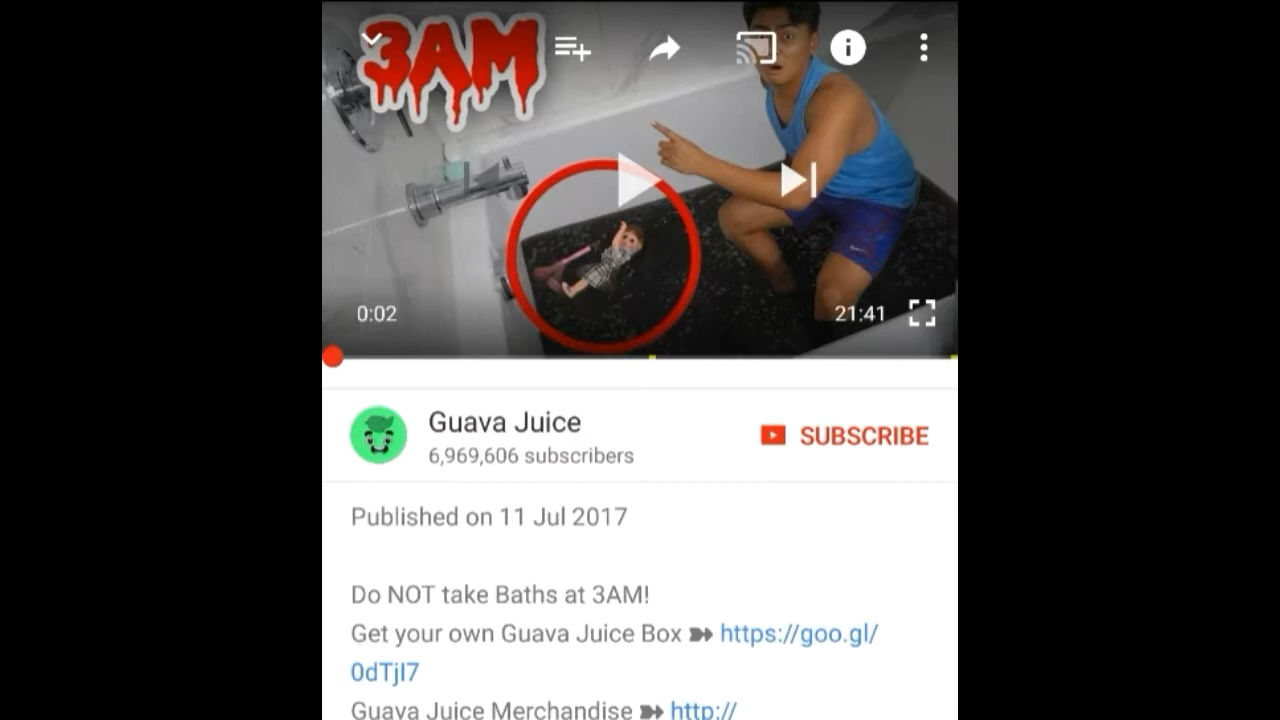 3AM
0:02
21:41
Guava Juice
6,969,606 subscribers
SUBSCRIBE
Published on 11 Jul 2017
Do NOT take Baths at 3AM!
Get your own Guava Juice Box ➽ https://goo.gl/
0dTjI7
Guava Juice Merchandise ➽ http://